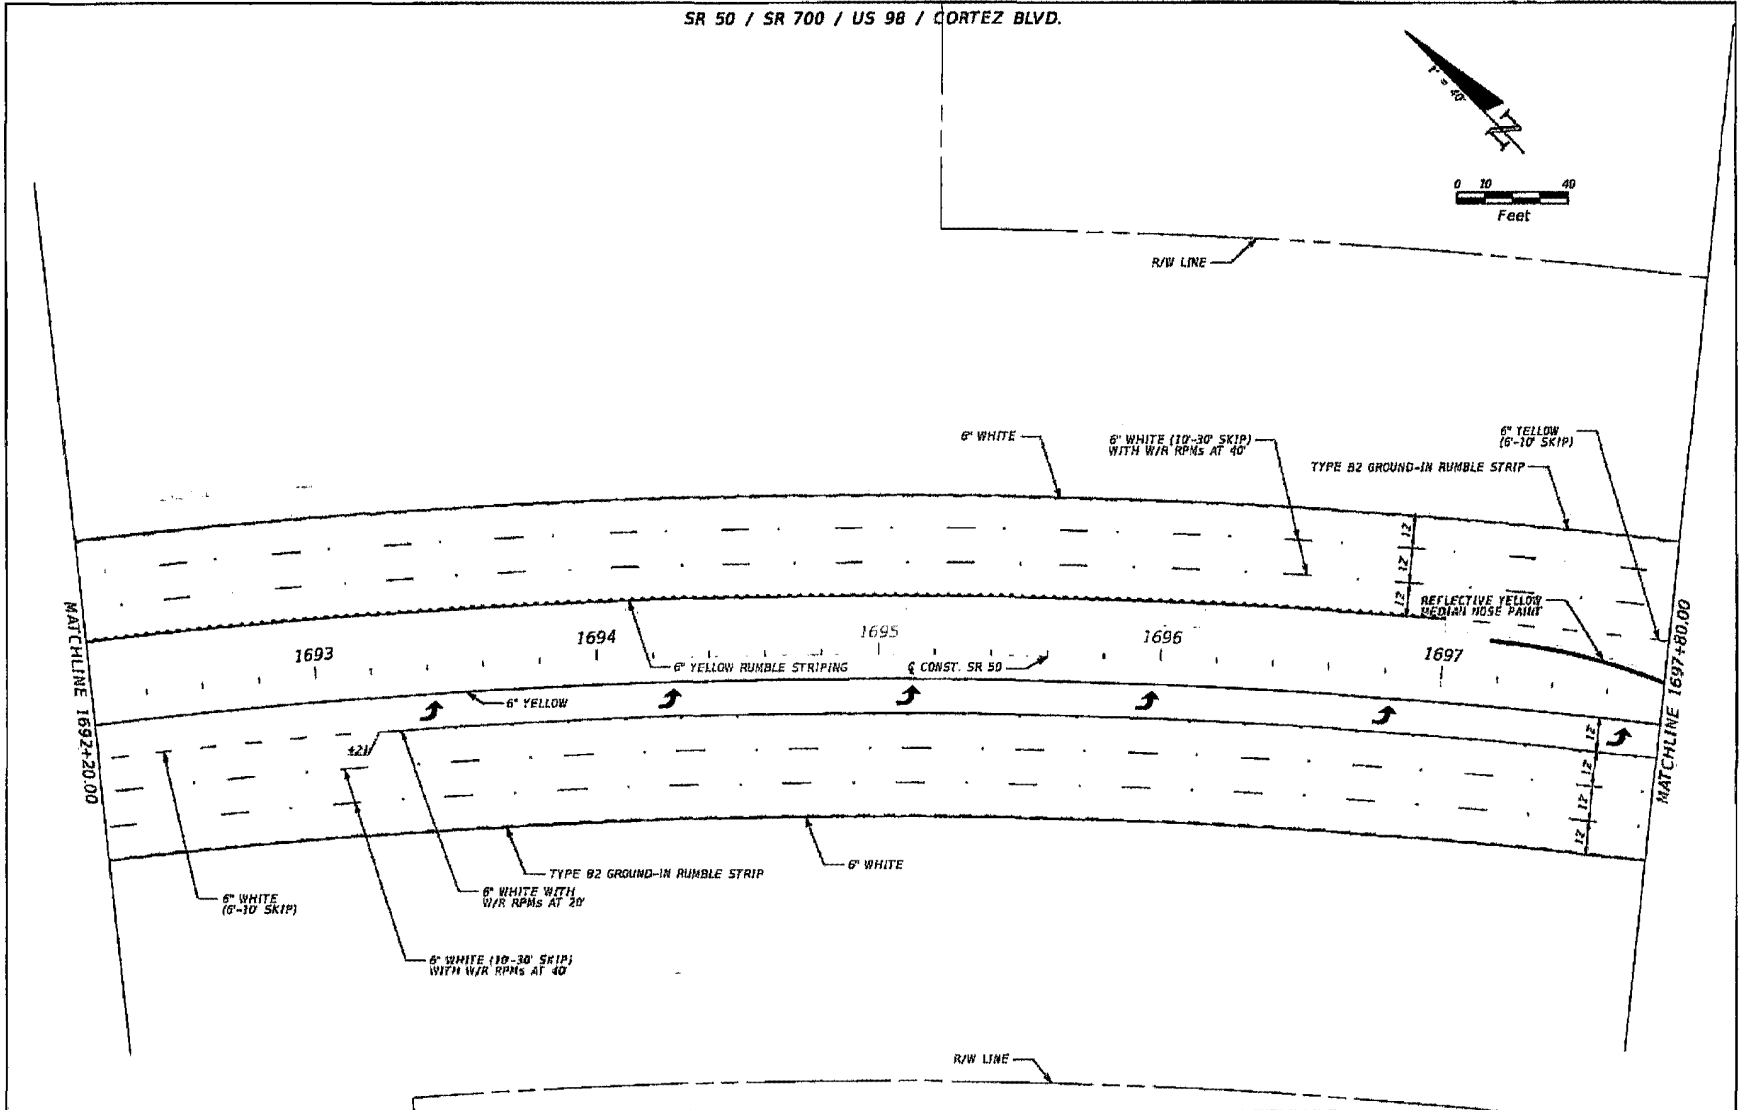 SR 50 / SR 700 / US 98 / CORTEZ BLVD.
1" = 40'
N
0 10 40
Feet
R/W LINE
6" WHITE
6" WHITE (10'-30' SKIP)
WITH W/R RPMs AT 40'
6" YELLOW
(6'-10' SKIP)
TYPE B2 GROUND-IN RUMBLE STRIP
12'
12'
12'
REFLECTIVE YELLOW
MEDIAN NOSE PAINT
MATCHLINE 1692+20.00
1693
1694
1695
1696
1697
MATCHLINE 1697+80.00
6" YELLOW RUMBLE STRIPING
℄ CONST. SR 50
6" YELLOW
+21
12'
12'
12'
12'
6" WHITE
(6'-10' SKIP)
TYPE B2 GROUND-IN RUMBLE STRIP
6" WHITE
6" WHITE WITH
W/R RPMs AT 20'
6" WHITE (10'-30' SKIP)
WITH W/R RPMs AT 40'
R/W LINE